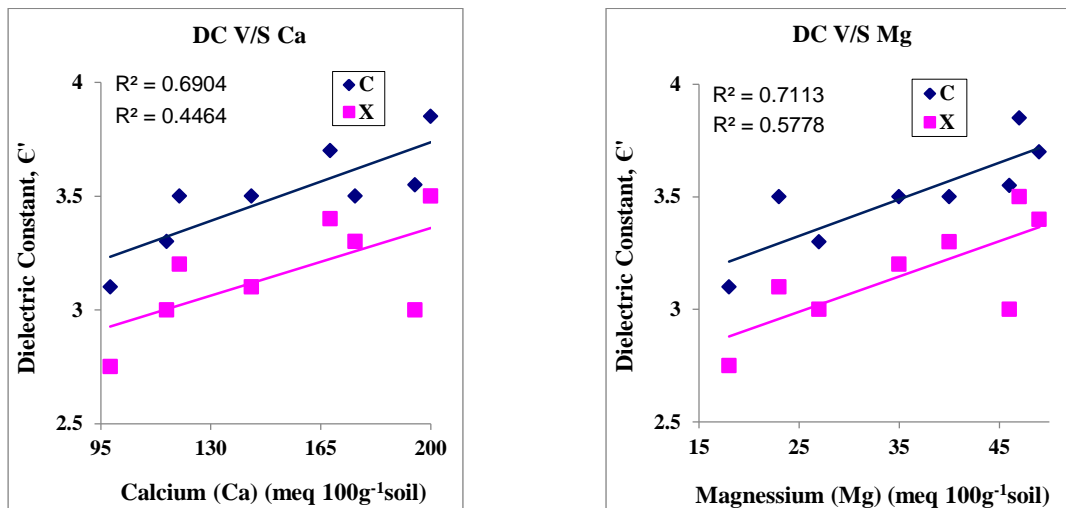 DC V/S Ca
R² = 0.6904
R² = 0.4464
C
X
4
3.5
3
2.5
Dielectric Constant, Є'
95 130 165 200
Calcium (Ca) (meq 100g-1soil)
DC V/S Mg
R² = 0.7113
R² = 0.5778
C
X
4
3.5
3
2.5
Dielectric Constant, Є'
15 25 35 45
Magnessium (Mg) (meq 100g-1soil)